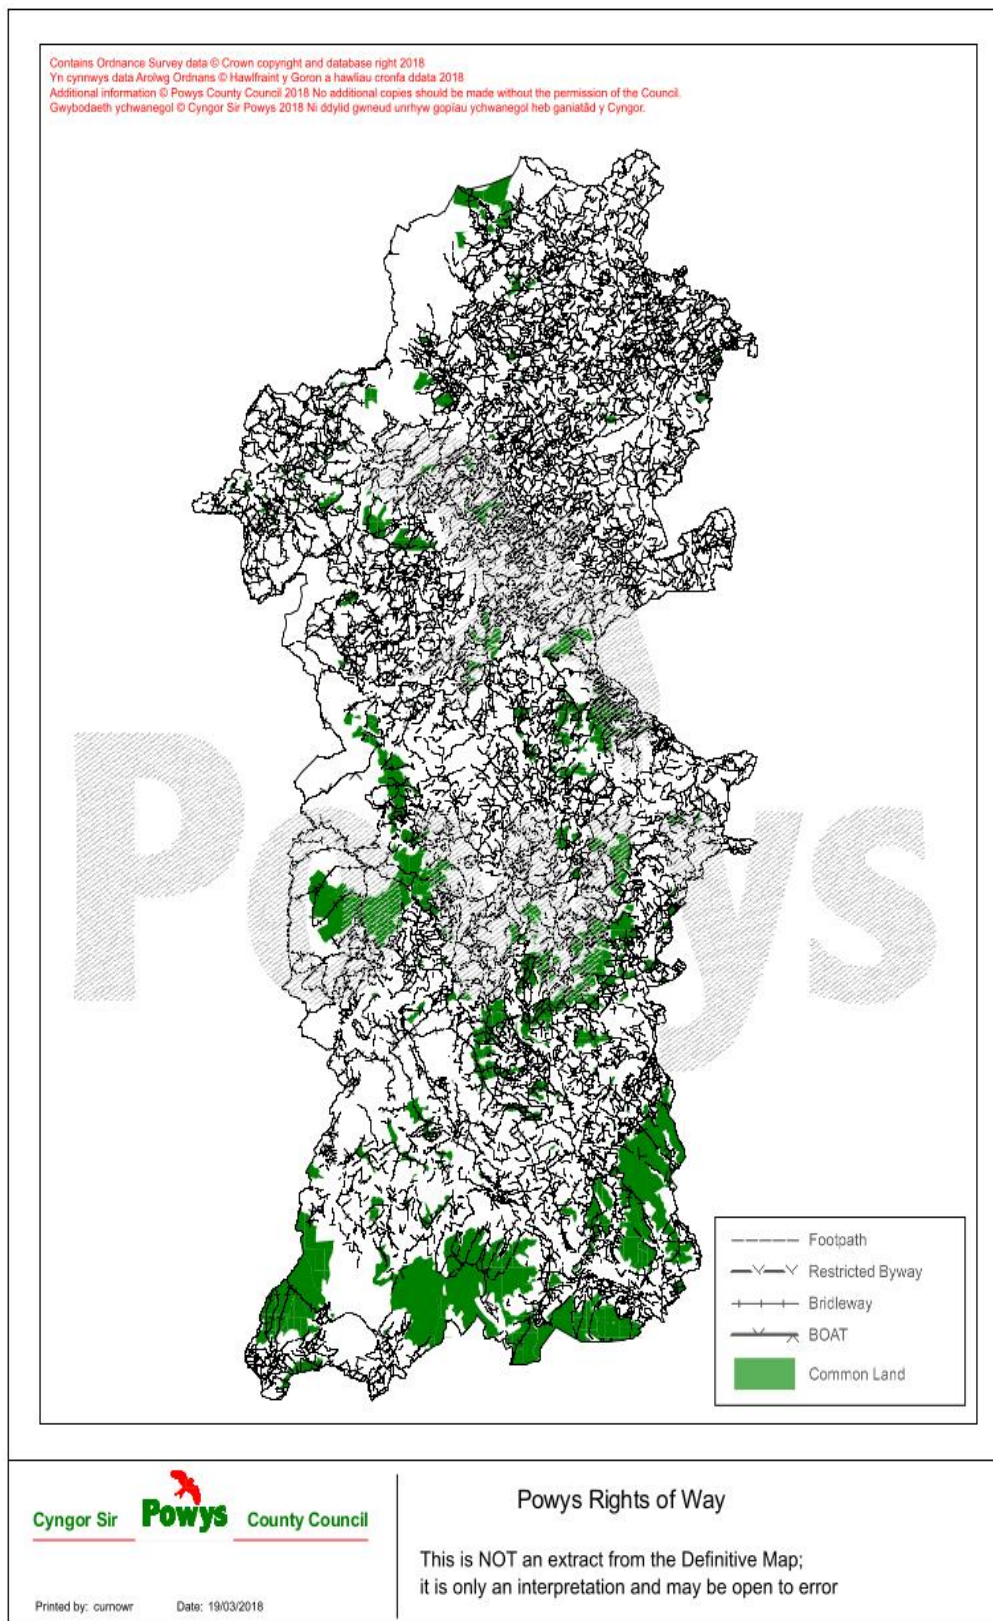 Contains Ordnance Survey data © Crown copyright and database right 2018
Yn cynnwys data Arolwg Ordnans © Hawlfraint y Goron a hawliau cronfa ddata 2018
Additional information © Powys County Council 2018 No additional copies should be made without the permission of the Council.
Gwybodaeth ychwanegol © Cyngor Sir Powys 2018 Ni ddylid gwneud unrhyw gopïau ychwanegol heb ganiatâd y Cyngor.
Powys
Footpath
Restricted Byway
Bridleway
BOAT
Common Land
Cyngor Sir Powys County Council
Printed by: curnowr Date: 19/03/2018
Powys Rights of Way
This is NOT an extract from the Definitive Map;
it is only an interpretation and may be open to error